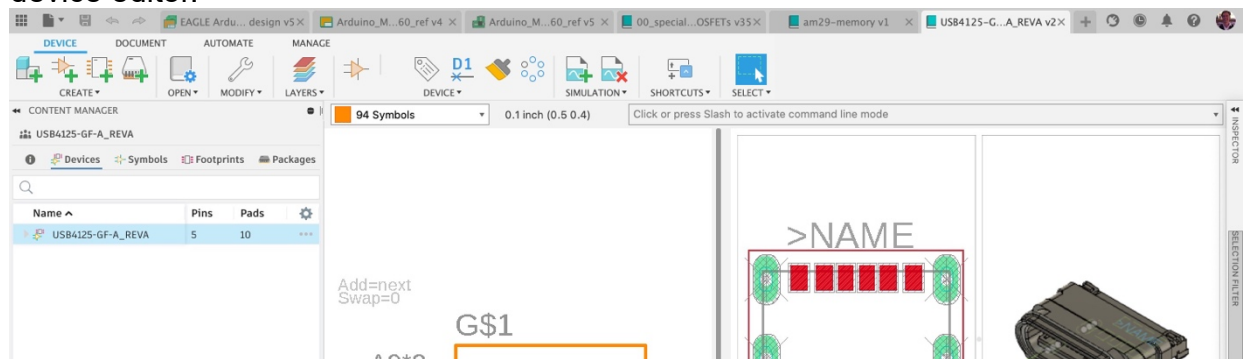 EAGLE Ardu... design v5
Arduino_M...60_ref v4
Arduino_M...60_ref v5
00_special...OSFETs v35
am29-memory v1
USB4125-G...A_REVA v2
DEVICE DOCUMENT AUTOMATE MANAGE
D1
CREATE OPEN MODIFY LAYERS DEVICE SIMULATION SHORTCUTS SELECT
CONTENT MANAGER
94 Symbols
0.1 inch (0.5 0.4)
Click or press Slash to activate command line mode
INSPECTOR
USB4125-GF-A_REVA
Devices Symbols Footprints Packages
Name Pins Pads
USB4125-GF-A_REVA 5 10
>NAME
SELECTION FILTER
Add=next
Swap=0
G$1
>NAME